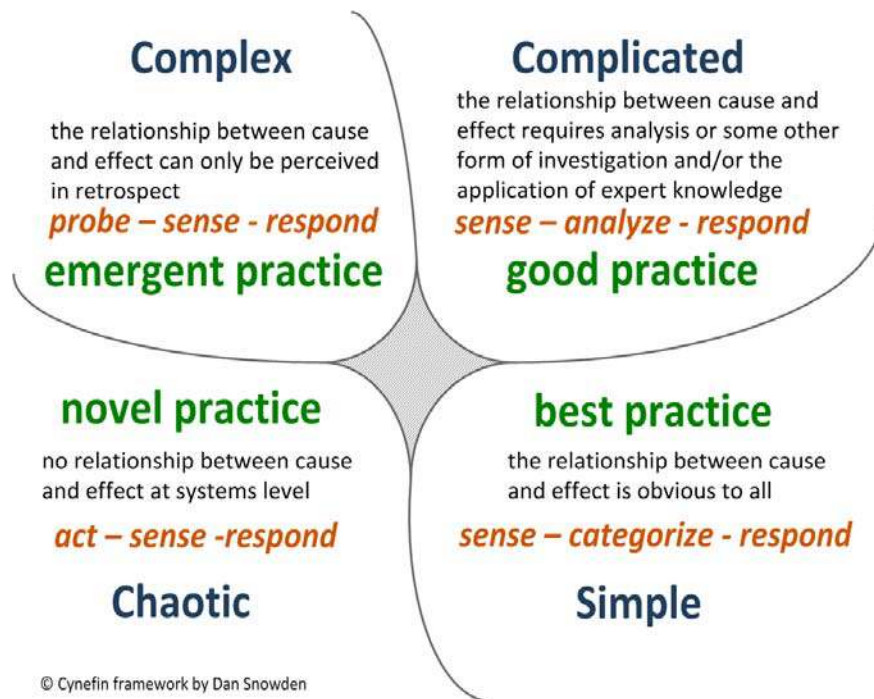 Complex
the relationship between cause
and effect can only be perceived
in retrospect
probe – sense - respond
emergent practice
Complicated
the relationship between cause and
effect requires analysis or some other
form of investigation and/or the
application of expert knowledge
sense – analyze - respond
good practice
novel practice
no relationship between cause
and effect at systems level
act – sense -respond
Chaotic
best practice
the relationship between cause
and effect is obvious to all
sense – categorize - respond
Simple
© Cynefin framework by Dan Snowden